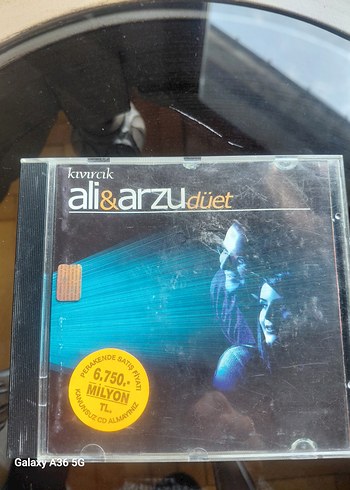 kıvırcık
ali&arzu düet
PERAKENDE SATIŞ FİYATI
6.750.-
MİLYON
TL.
KANUNSUZ CD ALMAYINIZ
Galaxy A36 5G